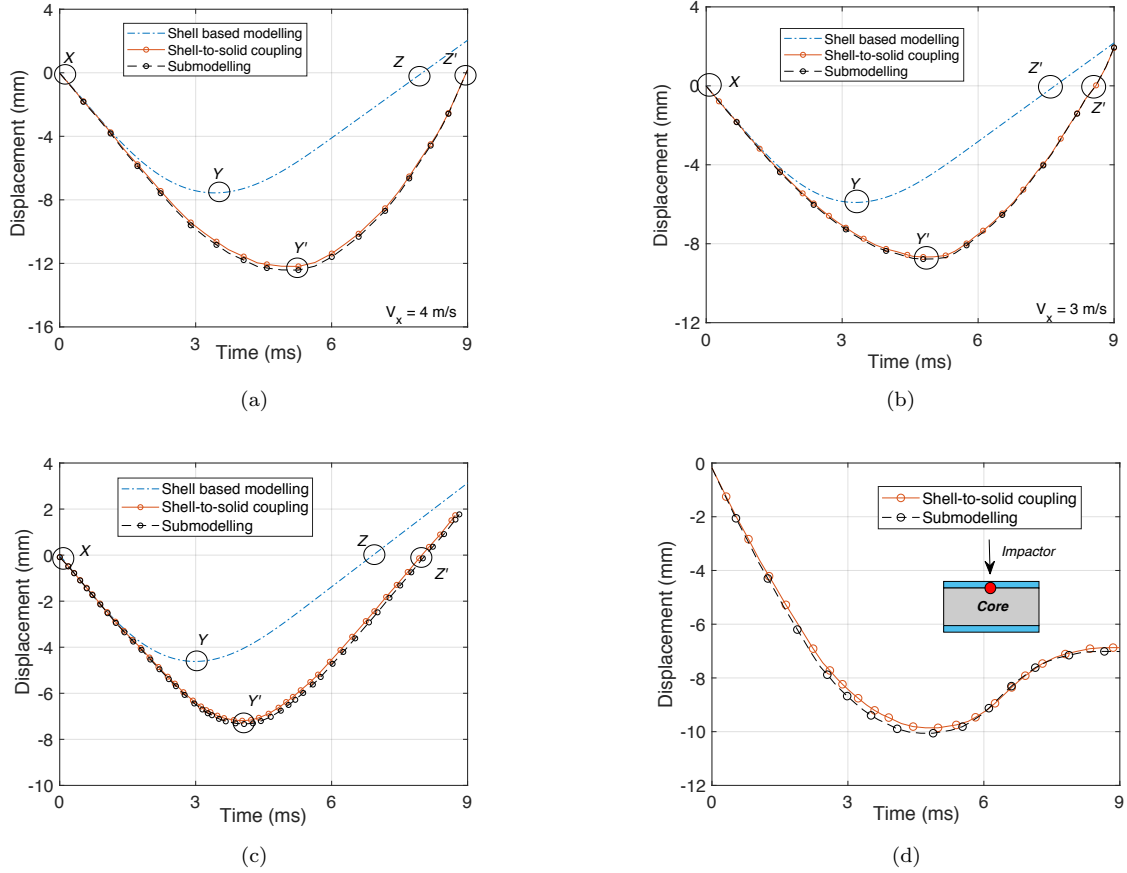 Shell based modelling
Shell-to-solid coupling
Submodelling
X
Z
Z'
Y
Y'
4
0
-4
-8
-12
-16
Displacement (mm)
V_x = 4 m/s
0
3
6
9
Time (ms)
(a)
Shell based modelling
Shell-to-solid coupling
Submodelling
X
Z'
Z'
Y
Y'
3
0
-4
-8
-12
Displacement (mm)
V_x = 3 m/s
0
3
6
9
Time (ms)
(b)
Shell based modelling
Shell-to-solid coupling
Submodelling
X
Z
Z'
Y
Y'
4
2
0
-2
-4
-6
-8
-10
Displacement (mm)
0
3
6
9
Time (ms)
(c)
Shell-to-solid coupling
Submodelling
Impactor
Core
0
-2
-4
-6
-8
-10
-12
Displacement (mm)
0
3
6
9
Time (ms)
(d)